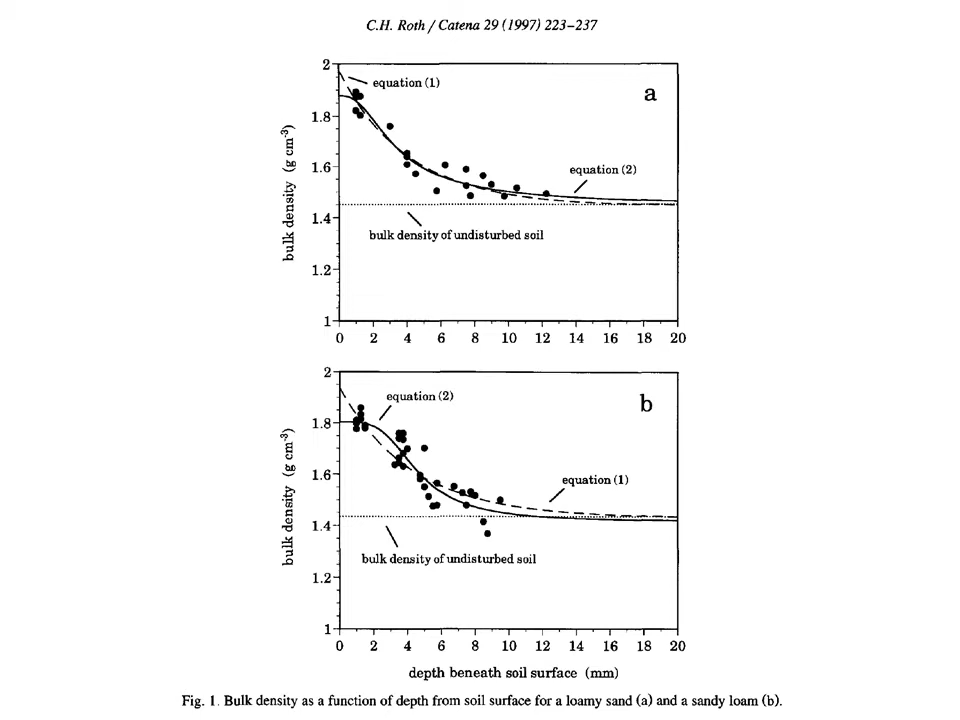 C.H. Roth / Catena 29 (1997) 223–237
2
equation (1)
a
1.8
1.6
equation (2)
1.4
bulk density of undisturbed soil
1.2
1
bulk density (g cm⁻³)
0 2 4 6 8 10 12 14 16 18 20
2
equation (2)
b
1.8
1.6
equation (1)
1.4
bulk density of undisturbed soil
1.2
1
bulk density (g cm⁻³)
0 2 4 6 8 10 12 14 16 18 20
depth beneath soil surface (mm)
Fig. 1. Bulk density as a function of depth from soil surface for a loamy sand (a) and a sandy loam (b).